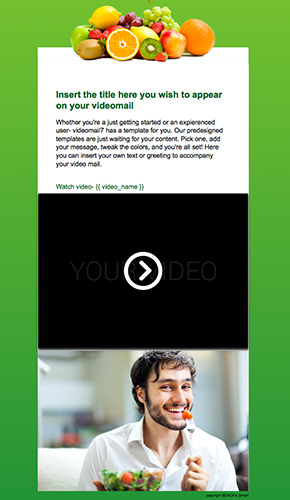 Insert the title here you wish to appear
on your videomail
Whether you're a just getting started or an expierenced
user- videomail7 has a template for you. Our predesigned
templates are just waiting for your content. Pick one, add
your message, tweak the colors, and you're all set! Here
you can insert your own text or greeting to accompany
your video mail.
Watch video- {{ video_name }}
YOUR VIDEO
copyright BONOFA GmbH